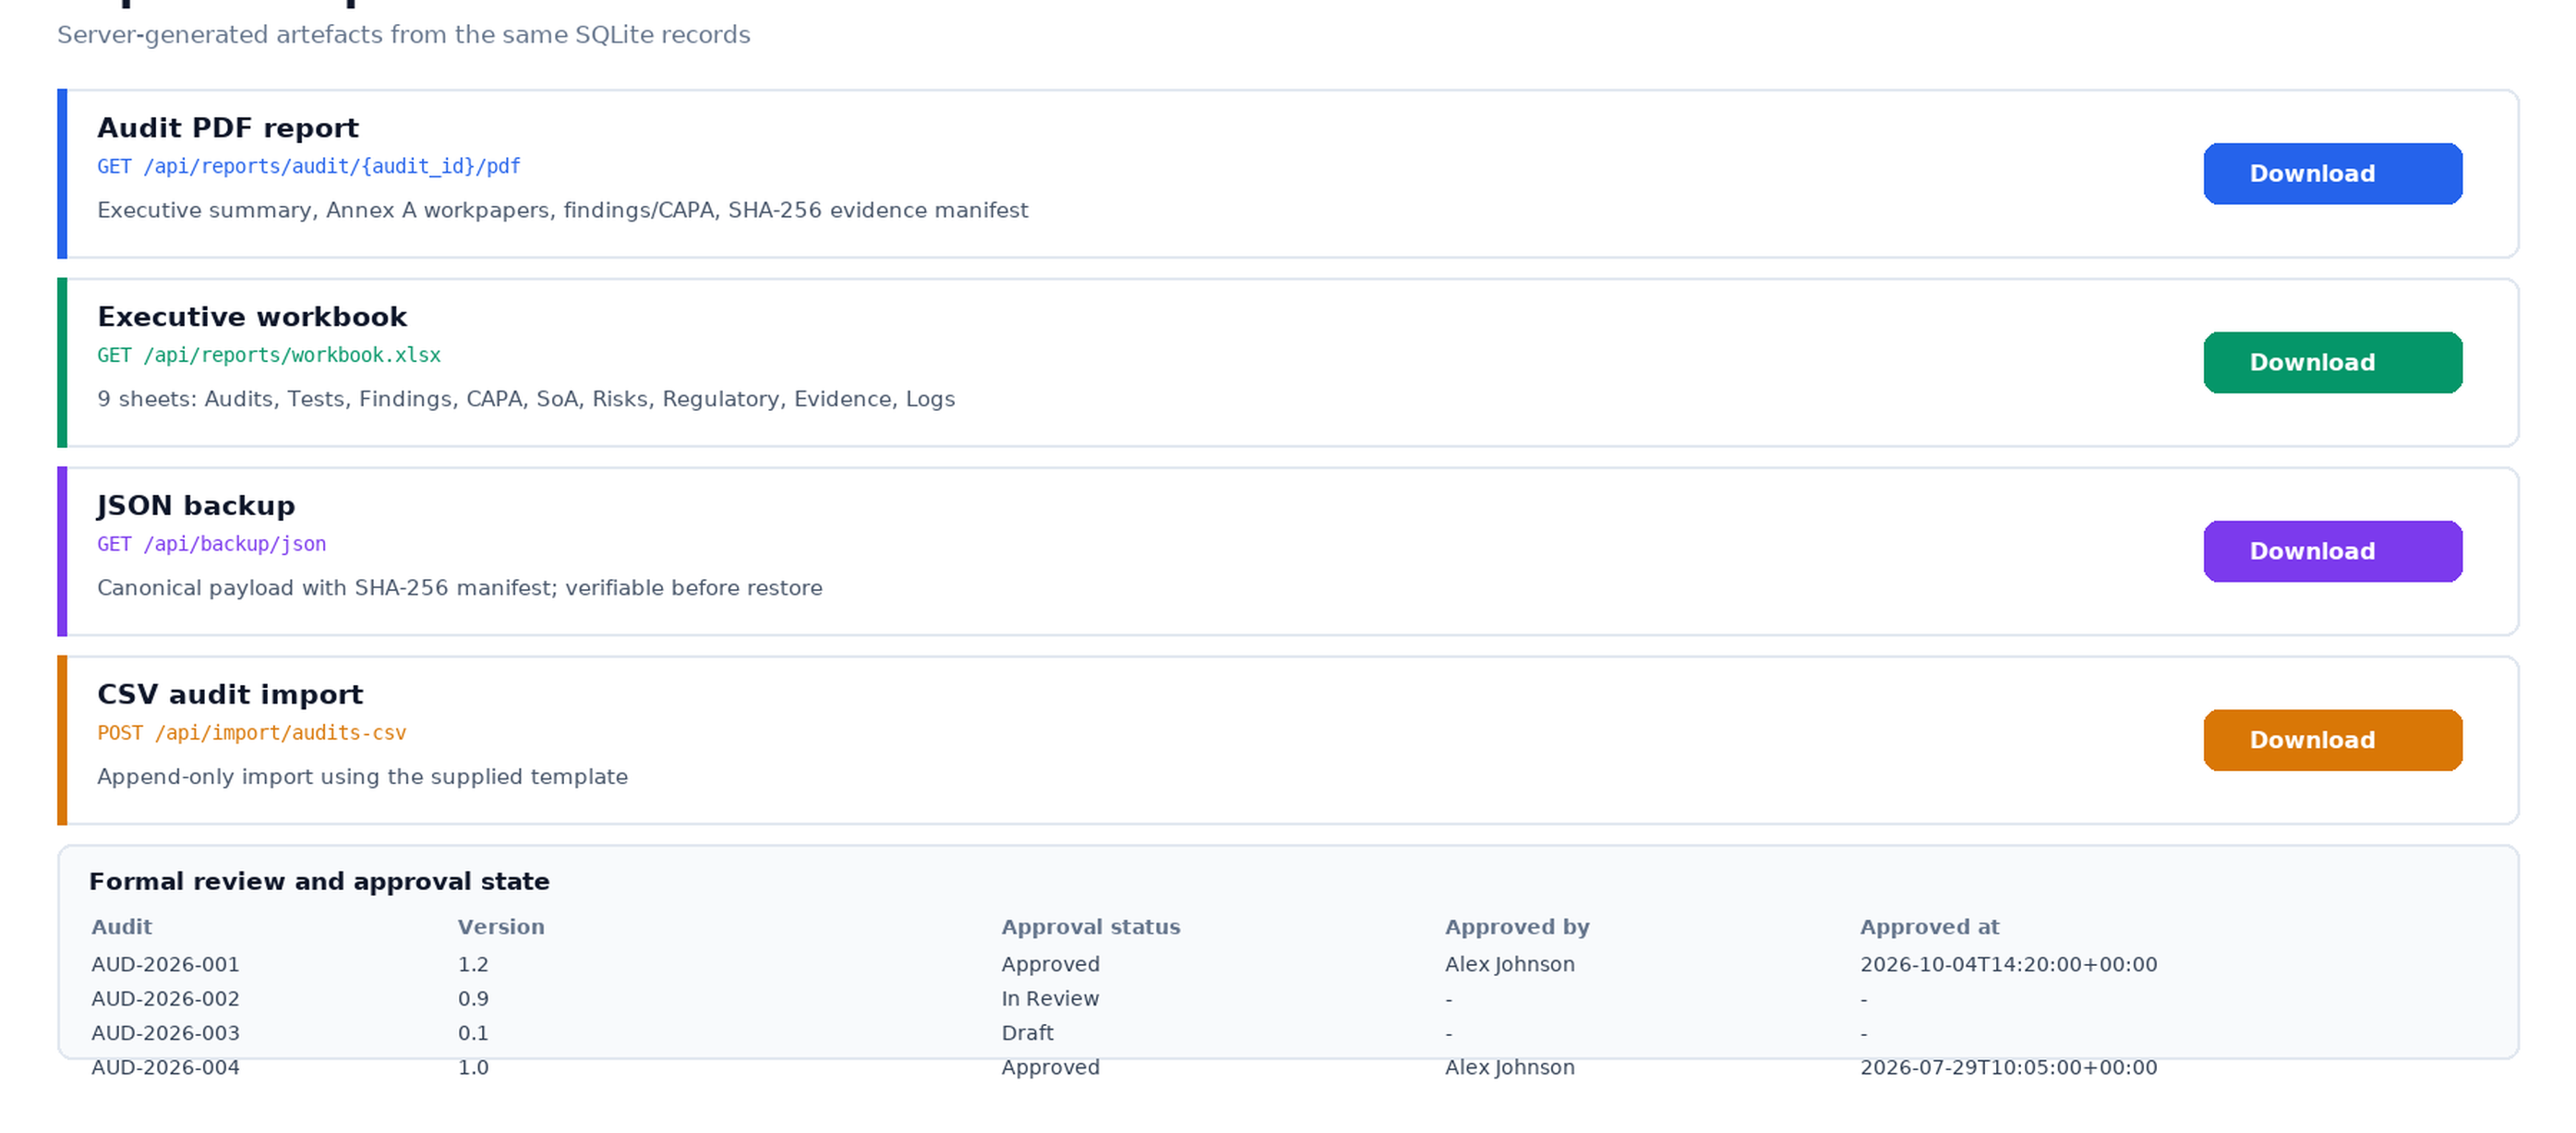 Server-generated artefacts from the same SQLite records
Audit PDF report
GET /api/reports/audit/{audit_id}/pdf
Executive summary, Annex A workpapers, findings/CAPA, SHA-256 evidence manifest
Download
Executive workbook
GET /api/reports/workbook.xlsx
9 sheets: Audits, Tests, Findings, CAPA, SoA, Risks, Regulatory, Evidence, Logs
Download
JSON backup
GET /api/backup/json
Canonical payload with SHA-256 manifest; verifiable before restore
Download
CSV audit import
POST /api/import/audits-csv
Append-only import using the supplied template
Download
Formal review and approval state
Audit Version Approval status Approved by Approved at
AUD-2026-001 1.2 Approved Alex Johnson 2026-10-04T14:20:00+00:00
AUD-2026-002 0.9 In Review - -
AUD-2026-003 0.1 Draft - -
AUD-2026-004 1.0 Approved Alex Johnson 2026-07-29T10:05:00+00:00